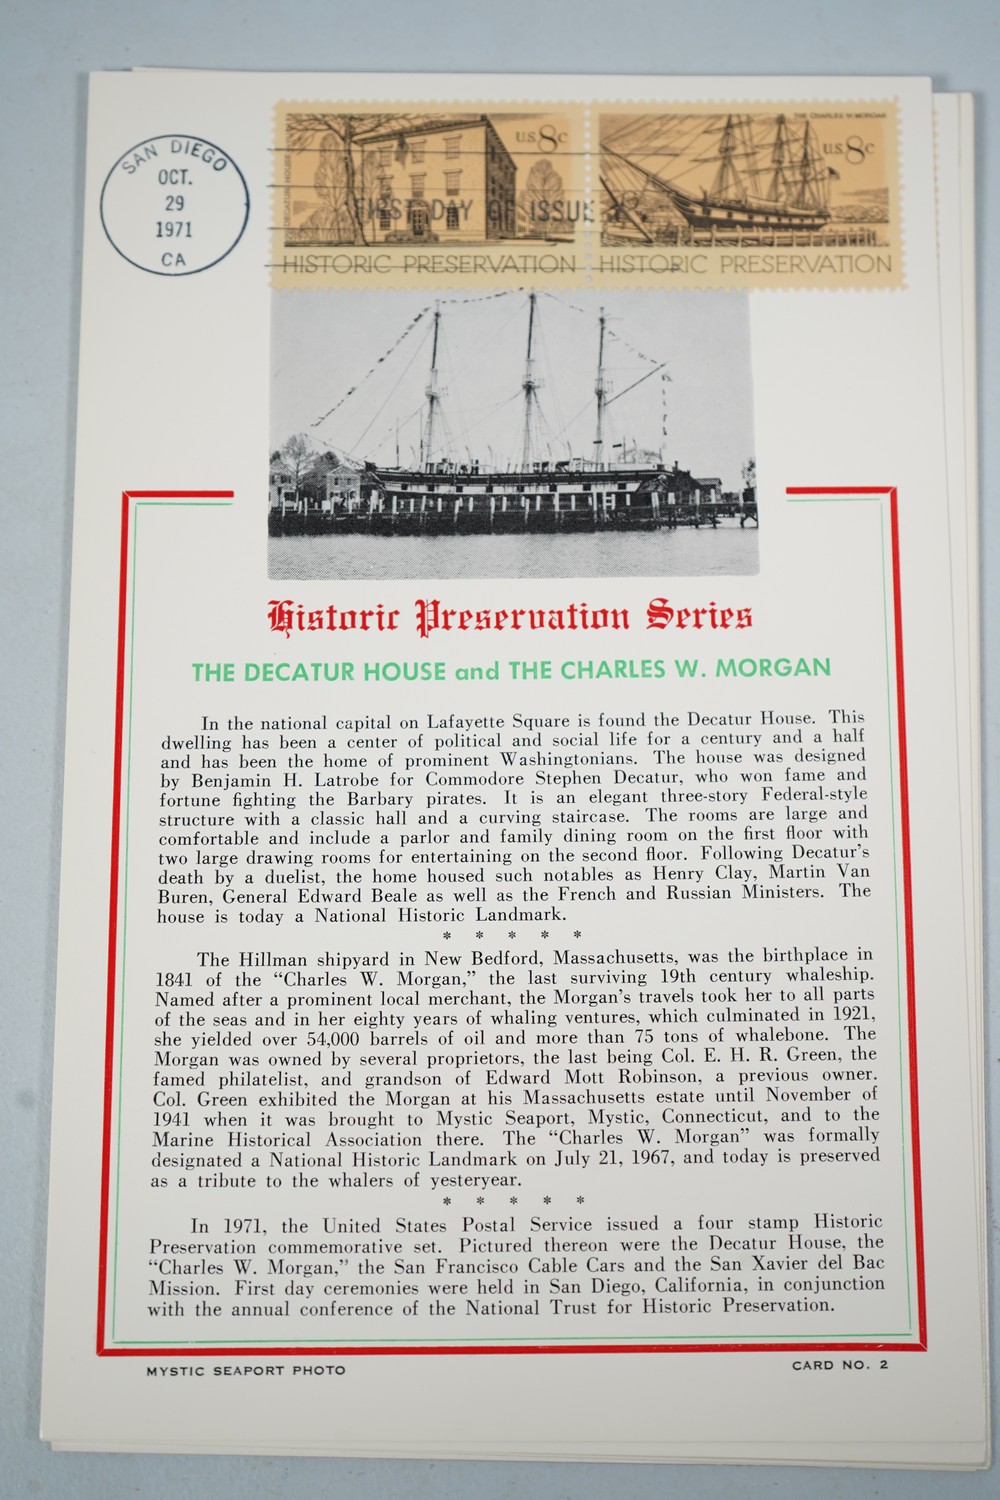 SAN DIEGO
OCT.
29
1971
CA
DECATUR HOUSE
U.S. 8c
FIRST DAY OF ISSUE
HISTORIC PRESERVATION
THE CHARLES W MORGAN
U.S. 8c
HISTORIC PRESERVATION
Historic Preservation Series
THE DECATUR HOUSE and THE CHARLES W. MORGAN
In the national capital on Lafayette Square is found the Decatur House. This
dwelling has been a center of political and social life for a century and a half
and has been the home of prominent Washingtonians. The house was designed
by Benjamin H. Latrobe for Commodore Stephen Decatur, who won fame and
fortune fighting the Barbary pirates. It is an elegant three-story Federal-style
structure with a classic hall and a curving staircase. The rooms are large and
comfortable and include a parlor and family dining room on the first floor with
two large drawing rooms for entertaining on the second floor. Following Decatur's
death by a duelist, the home housed such notables as Henry Clay, Martin Van
Buren, General Edward Beale as well as the French and Russian Ministers. The
house is today a National Historic Landmark.
* * * * *
The Hillman shipyard in New Bedford, Massachusetts, was the birthplace in
1841 of the "Charles W. Morgan," the last surviving 19th century whaleship.
Named after a prominent local merchant, the Morgan's travels took her to all parts
of the seas and in her eighty years of whaling ventures, which culminated in 1921,
she yielded over 54,000 barrels of oil and more than 75 tons of whalebone. The
Morgan was owned by several proprietors, the last being Col. E. H. R. Green, the
famed philatelist, and grandson of Edward Mott Robinson, a previous owner.
Col. Green exhibited the Morgan at his Massachusetts estate until November of
1941 when it was brought to Mystic Seaport, Mystic, Connecticut, and to the
Marine Historical Association there. The "Charles W. Morgan" was formally
designated a National Historic Landmark on July 21, 1967, and today is preserved
as a tribute to the whalers of yesteryear.
* * * * *
In 1971, the United States Postal Service issued a four stamp Historic
Preservation commemorative set. Pictured thereon were the Decatur House, the
"Charles W. Morgan," the San Francisco Cable Cars and the San Xavier del Bac
Mission. First day ceremonies were held in San Diego, California, in conjunction
with the annual conference of the National Trust for Historic Preservation.
MYSTIC SEAPORT PHOTO
CARD NO. 2